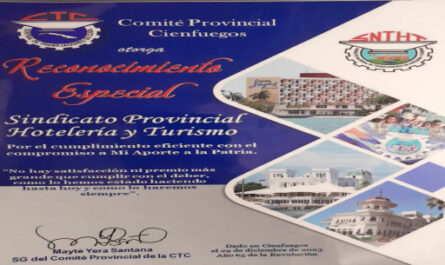 CTC
SNTHT
Comité Provincial
Cienfuegos
otorga
Reconocimiento
Especial
Sindicato Provincial
Hotelería y Turismo
Por el cumplimiento eficiente con el
compromiso a Mi Aporte a la Patria.
"No hay satisfacción ni premio más
grande que cumplir con el deber,
como lo hemos estado haciendo
hasta hoy y como lo haremos
siempre".
Mayte Yera Santana
SG del Comité Provincial de la CTC
Dado en Cienfuegos
el 29 de diciembre de 2023
Año 65 de la Revolución